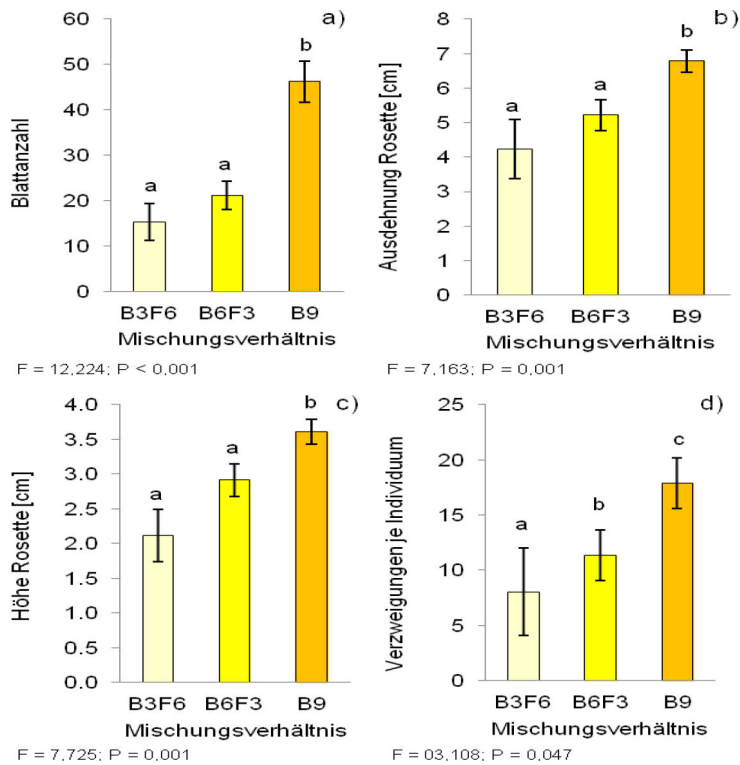 a)
Blattanzahl
60
50
40
30
20
10
0
a
a
b
B3F6 B6F3 B9
Mischungsverhältnis
F = 12,224; P < 0,001
b)
Ausdehnung Rosette [cm]
8
7
6
5
4
3
2
1
0
a
a
b
B3F6 B6F3 B9
Mischungsverhältnis
F = 7,163; P = 0,001
c)
Höhe Rosette [cm]
4.0
3.5
3.0
2.5
2.0
1.5
1.0
0.5
0.0
a
a
b
B3F6 B6F3 B9
Mischungsverhältnis
F = 7,725; P = 0,001
d)
Verzweigungen je Individuum
25
20
15
10
5
0
a
b
c
B3F6 B6F3 B9
Mischungsverhältnis
F = 03,108; P = 0,047